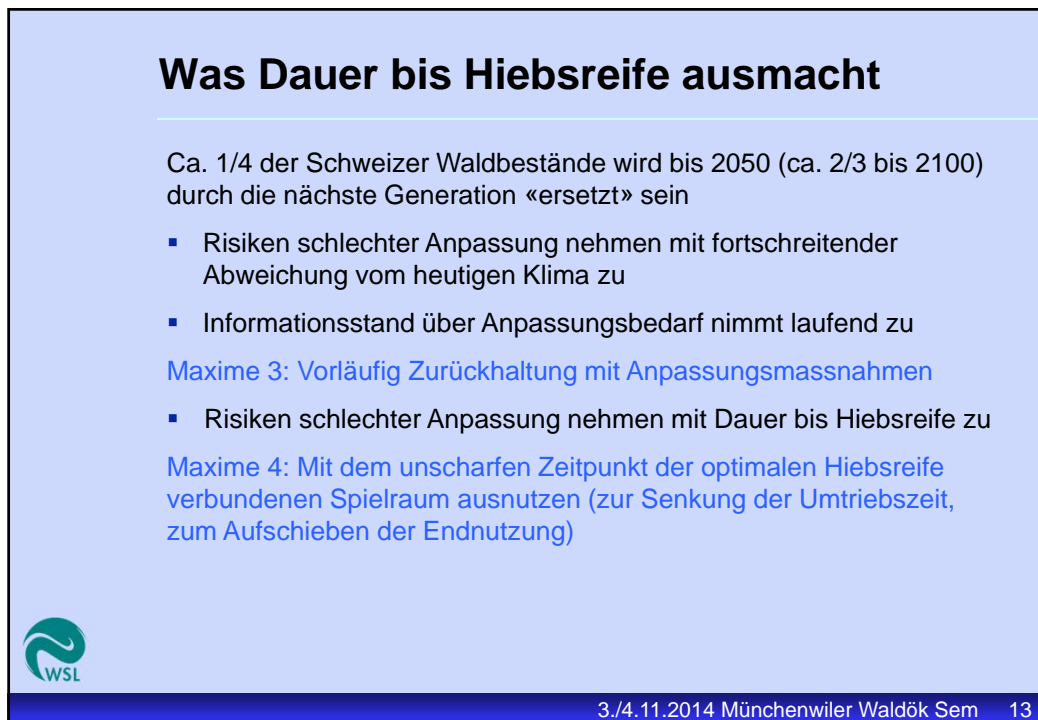 Was Dauer bis Hiebsreife ausmacht
Ca. 1/4 der Schweizer Waldbestände wird bis 2050 (ca. 2/3 bis 2100)
durch die nächste Generation «ersetzt» sein
▪ Risiken schlechter Anpassung nehmen mit fortschreitender
Abweichung vom heutigen Klima zu
▪ Informationsstand über Anpassungsbedarf nimmt laufend zu
Maxime 3: Vorläufig Zurückhaltung mit Anpassungsmassnahmen
▪ Risiken schlechter Anpassung nehmen mit Dauer bis Hiebsreife zu
Maxime 4: Mit dem unscharfen Zeitpunkt der optimalen Hiebsreife
verbundenen Spielraum ausnutzen (zur Senkung der Umtriebszeit,
zum Aufschieben der Endnutzung)
WSL
3./4.11.2014 Münchenwiler Waldök Sem 13